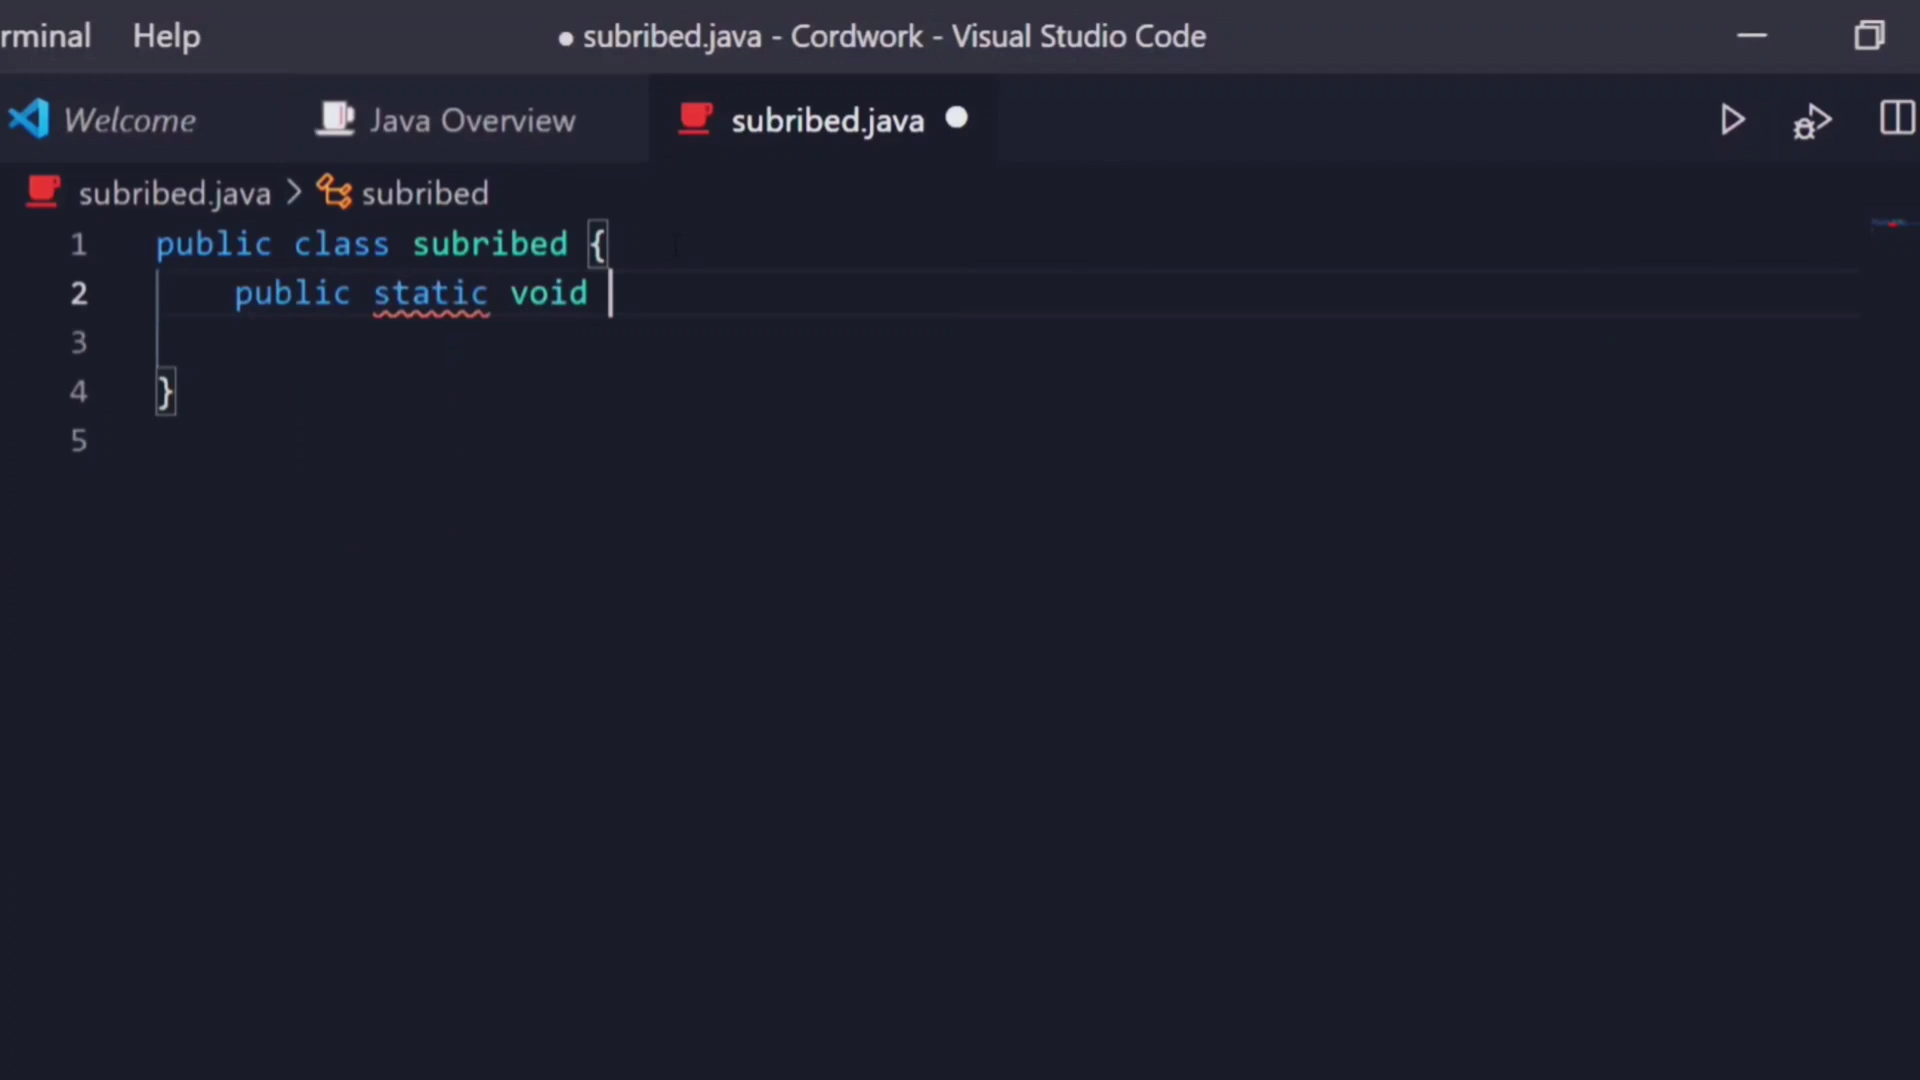 rminal Help ● subribed.java - Cordwork - Visual Studio Code
Welcome Java Overview subribed.java
subribed.java > subribed
1 public class subribed {
2 public static void
3
4 }
5